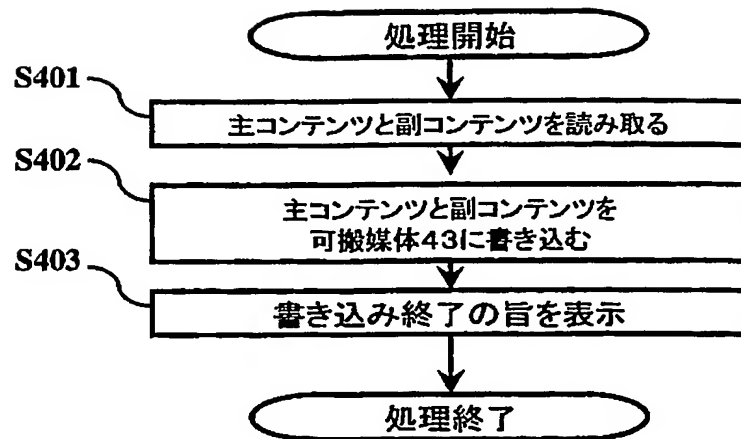 処理開始
S401
主コンテンツと副コンテンツを読み取る
S402
主コンテンツと副コンテンツを
可搬媒体43に書き込む
S403
書き込み終了の旨を表示
処理終了